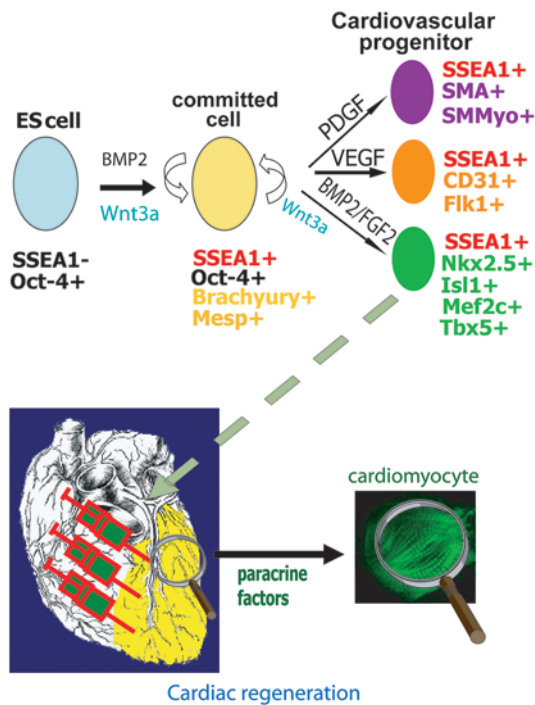 Cardiovascular
progenitor
SSEA1+
SMA+
SMMyo+
PDGF
committed
cell
ES cell
BMP2
Wnt3a
VEGF
SSEA1+
CD31+
Flk1+
Wnt3a
BMP2/FGF2
SSEA1-
Oct-4+
SSEA1+
Oct-4+
Brachyury+
Mesp+
SSEA1+
Nkx2.5+
Isl1+
Mef2c+
Tbx5+
cardiomyocyte
paracrine
factors
Cardiac regeneration